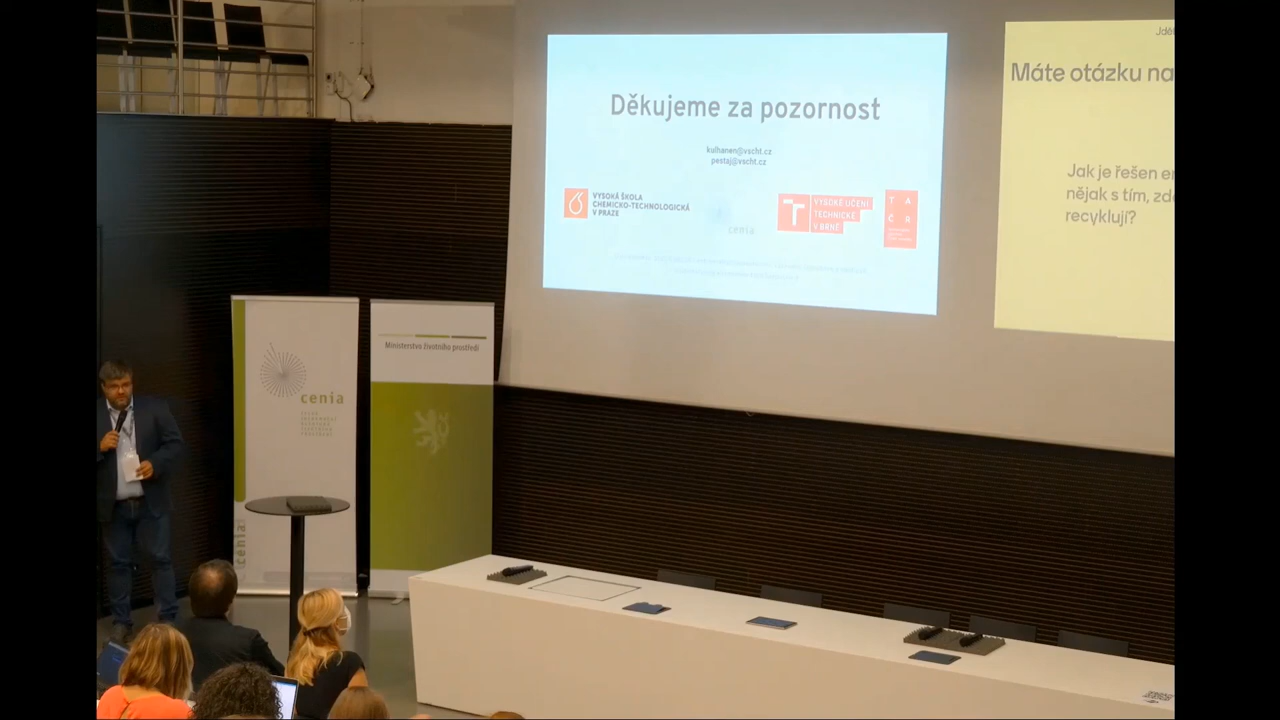 Děkujeme za pozornost
kulhanen@vscht.cz
pestaj@vscht.cz
VYSOKÁ ŠKOLA
CHEMICKO-TECHNOLOGICKÁ
V PRAZE
cenia
VYSOKÉ UČENÍ
TECHNICKÉ
V BRNĚ
T A
Č R
Máte otázku na
Jak je řešen
nějak s tím,
recyklují?
cenia
cenia
Ministerstvo životního prostředí